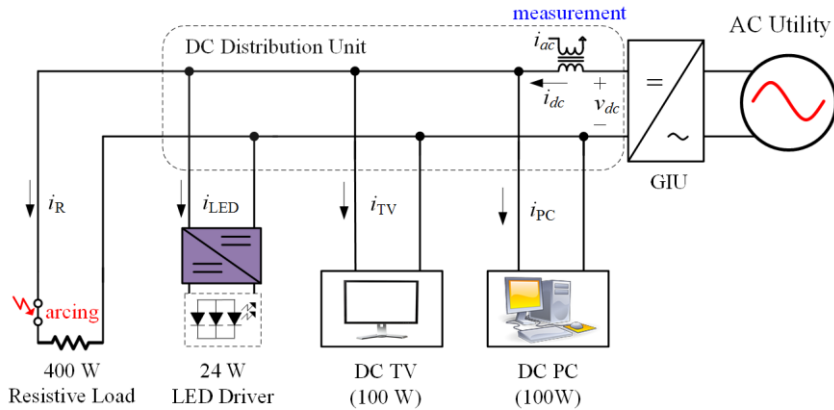 measurement
AC Utility
DC Distribution Unit
i_ac
i_dc
+
v_dc
−
=
~
GIU
i_R
i_LED
i_TV
i_PC
arcing
400 W
Resistive Load
24 W
LED Driver
DC TV
(100 W)
DC PC
(100W)